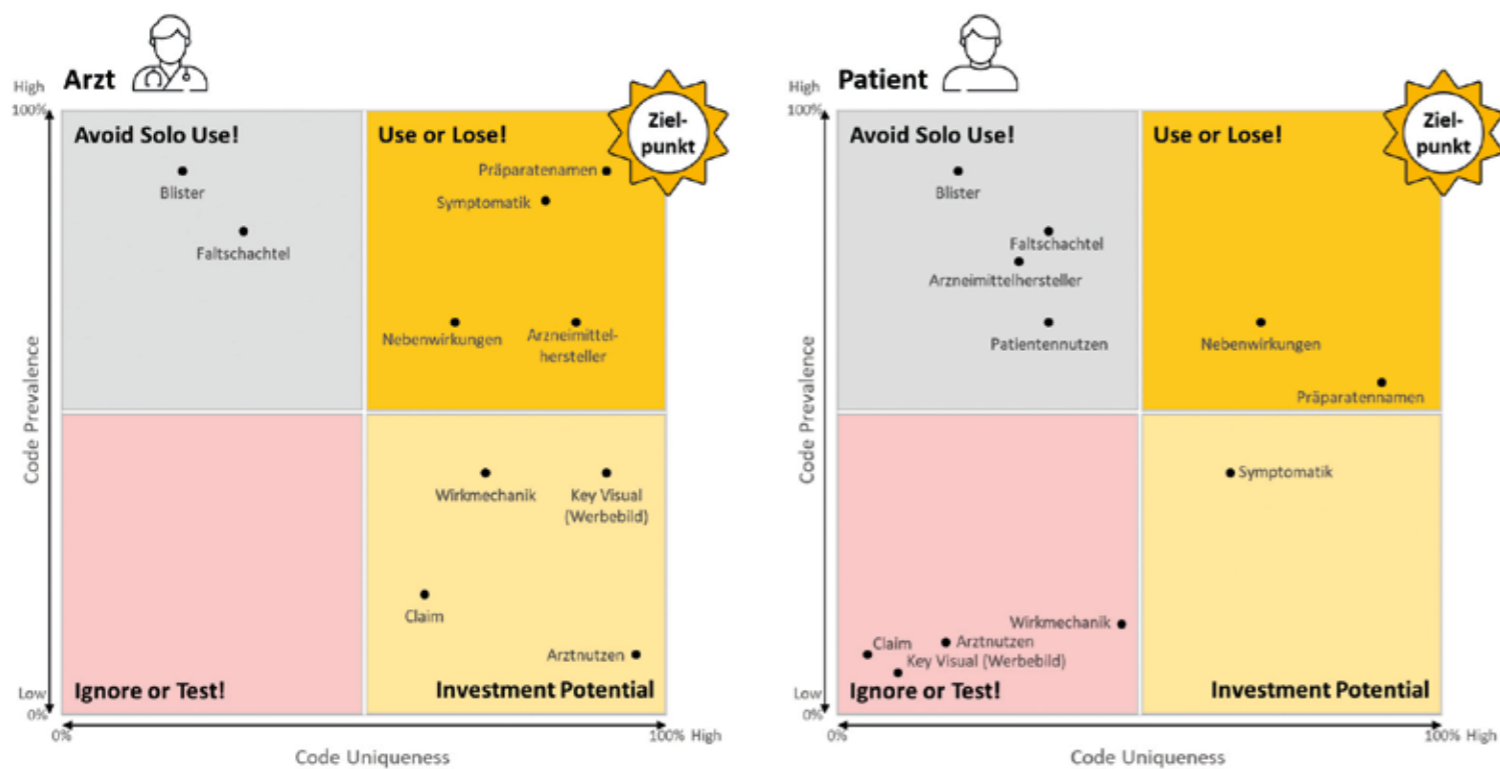 Arzt
High
100%
Avoid Solo Use!
Use or Lose!
Ziel-
punkt
Präparatenamen
Blister
Symptomatik
Faltschachtel
Nebenwirkungen
Arzneimittel-
hersteller
Code Prevalence
Wirkmechanik
Key Visual
(Werbebild)
Claim
Arztnutzen
Low
0%
Ignore or Test!
Investment Potential
0%
100% High
Code Uniqueness
Patient
High
100%
Avoid Solo Use!
Use or Lose!
Ziel-
punkt
Blister
Faltschachtel
Arzneimittelhersteller
Patientennutzen
Nebenwirkungen
Präparatennamen
Code Prevalence
Symptomatik
Wirkmechanik
Claim
Arztnutzen
Key Visual (Werbebild)
Low
0%
Ignore or Test!
Investment Potential
0%
100% High
Code Uniqueness